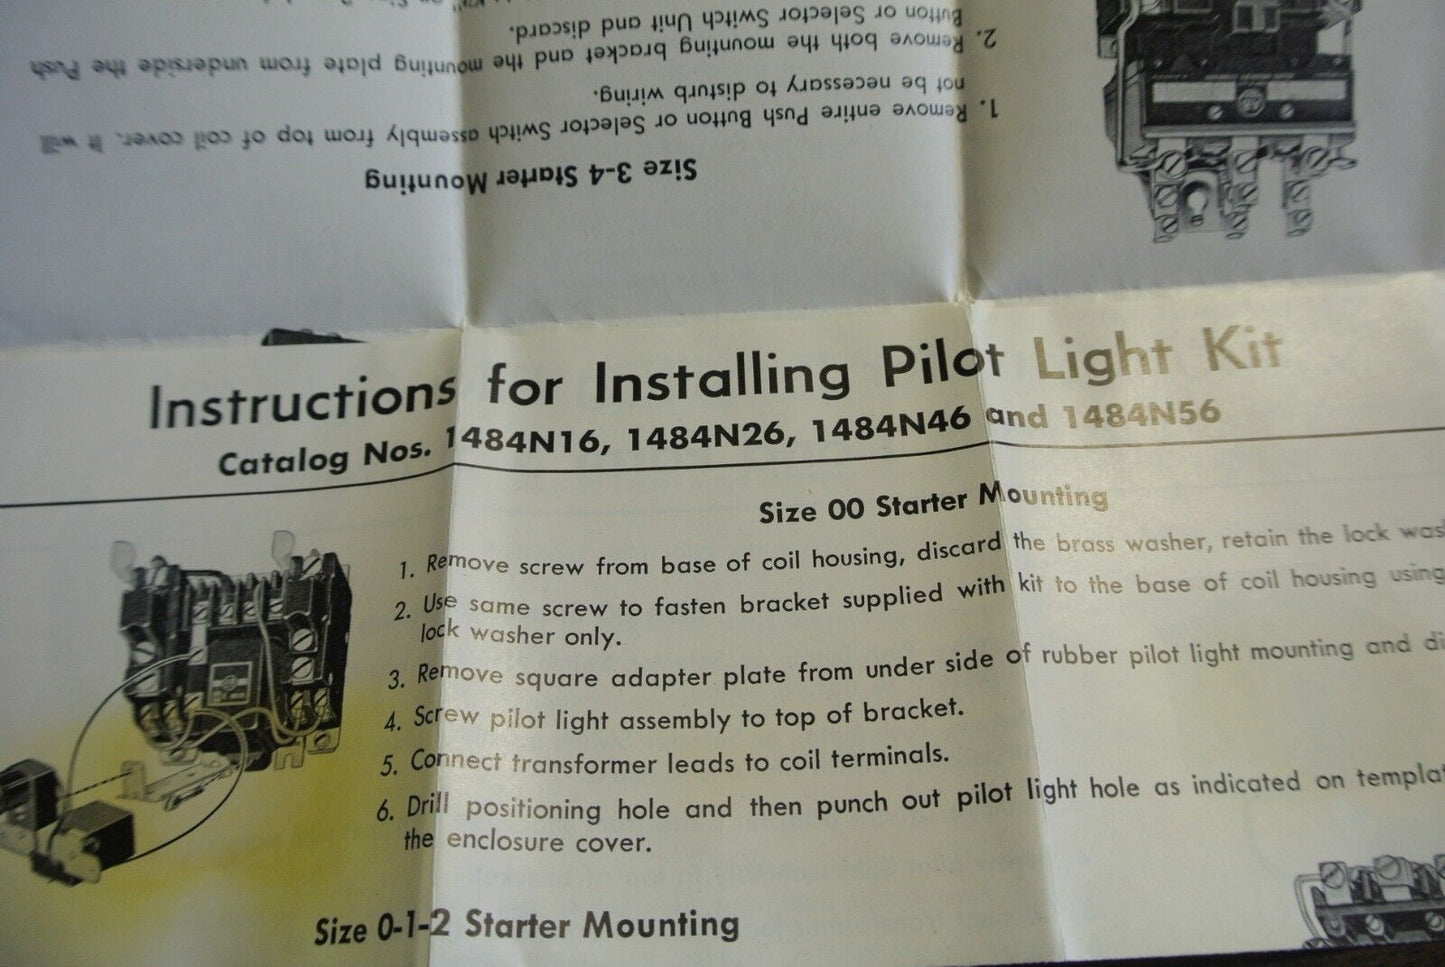 Instructions for Installing Pilot Light Kit
Catalog Nos. 1484N16, 1484N26, 1484N46 and 1484N56
Size 00 Starter Mounting
1. Remove screw from base of coil housing, discard the brass washer, retain the lock was
2. Use same screw to fasten bracket supplied with kit to the base of coil housing using
lock washer only.
3. Remove square adapter plate from under side of rubber pilot light mounting and di
4. Screw pilot light assembly to top of bracket.
5. Connect transformer leads to coil terminals.
6. Drill positioning hole and then punch out pilot light hole as indicated on templat
the enclosure cover.
Size 0-1-2 Starter Mounting
Size 3-4 Starter Mounting
1. Remove entire Push Button or Selector Switch assembly from top of coil cover. It will
not be necessary to disturb wiring.
2. Remove both the mounting bracket and the mounting plate from underside the Push
Button or Selector Switch Unit and discard.